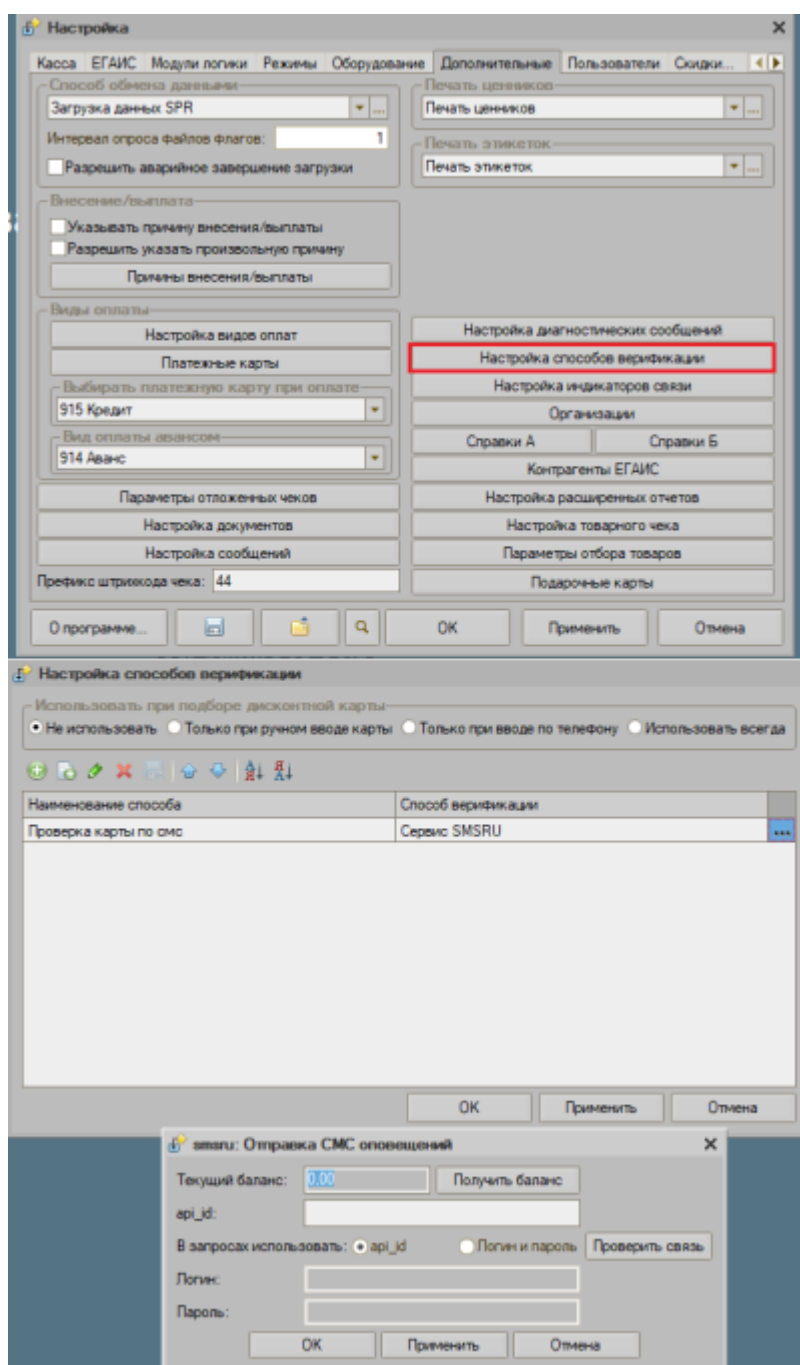 Настройка
Касса ЕГАИС Модули логики Режимы Оборудование Дополнительные Пользователи Скидки...
Способ обмена данными
Загрузка данных SPR
Интервал опроса файлов флагов: 1
Разрешить аварийное завершение загрузки
Печать ценников
Печать ценников
Печать этикеток
Печать этикеток
Внесение/выплата
Указывать причину внесения/выплаты
Разрешить указать произвольную причину
Причины внесения/выплаты
Виды оплаты
Настройка видов оплат
Платежные карты
Выбирать платежную карту при оплате
915 Кредит
Вид оплаты авансом
914 Аванс
Параметры отложенных чеков
Настройка документов
Настройка сообщений
Префикс штрихкода чека: 44
Настройка диагностических сообщений
Настройка способов верификации
Настройка индикаторов связи
Организации
Справки А Справки Б
Контрагенты ЕГАИС
Настройка расширенных отчетов
Настройка товарного чека
Параметры отбора товаров
Подарочные карты
О программе... OK Применить Отмена
Настройка способов верификации
Использовать при подборе дисконтной карты
Не использовать Только при ручном вводе карты Только при вводе по телефону Использовать всегда
Наименование способа Способ верификации
Проверка карты по смс Сервис SMSRU ...
OK Применить Отмена
smsru: Отправка СМС оповещений
Текущий баланс: 0.00 Получить баланс
api_id:
В запросах использовать: api_id Логин и пароль Проверить связь
Логин:
Пароль:
OK Применить Отмена